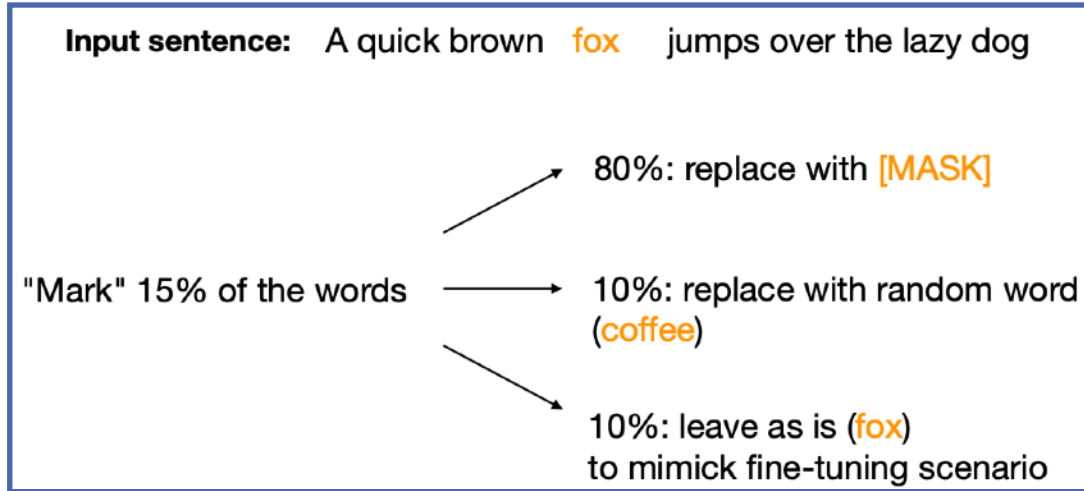 Input sentence: A quick brown fox jumps over the lazy dog
80%: replace with [MASK]
"Mark" 15% of the words
10%: replace with random word
(coffee)
10%: leave as is (fox)
to mimick fine-tuning scenario